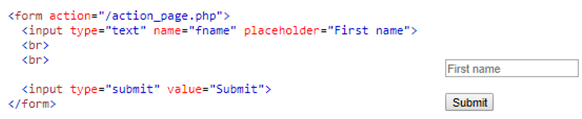 <form action="/action_page.php">
<input type="text" name="fname" placeholder="First name">
<br>
<br>
<input type="submit" value="Submit">
</form>
First name
Submit